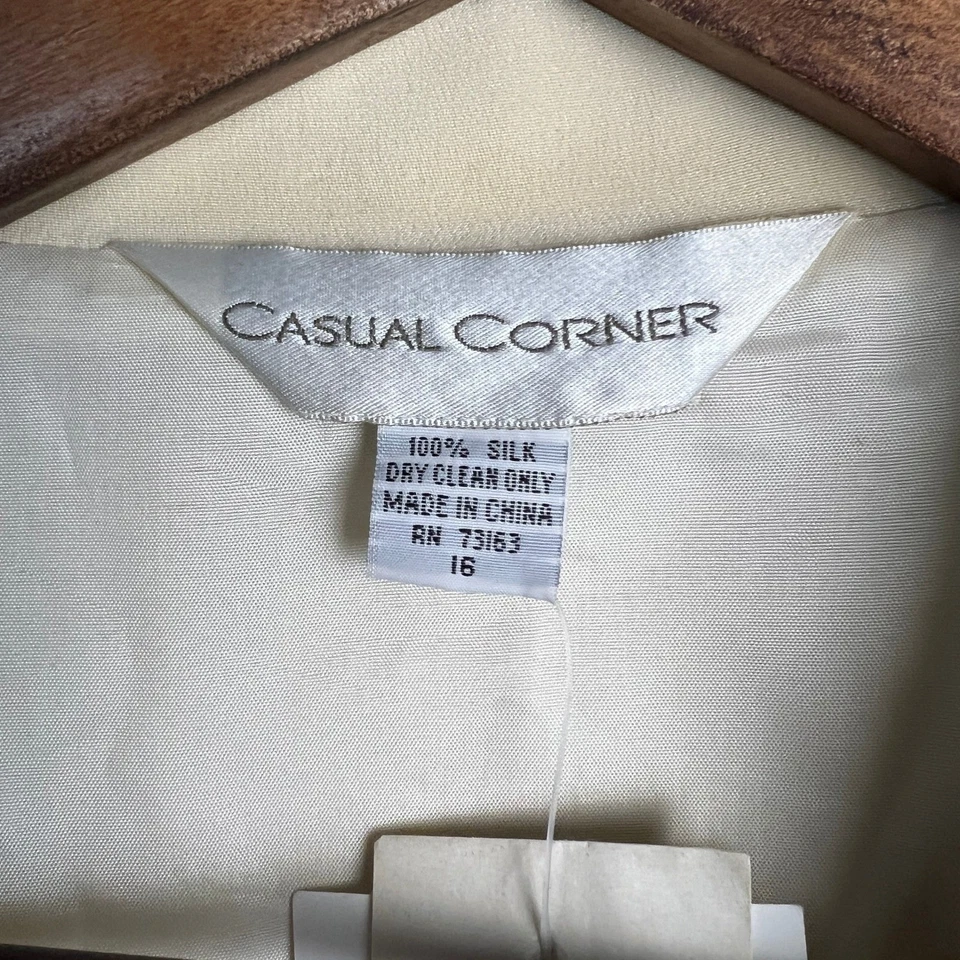 CASUAL CORNER
100% SILK
DRY CLEAN ONLY
MADE IN CHINA
RN 73163
16